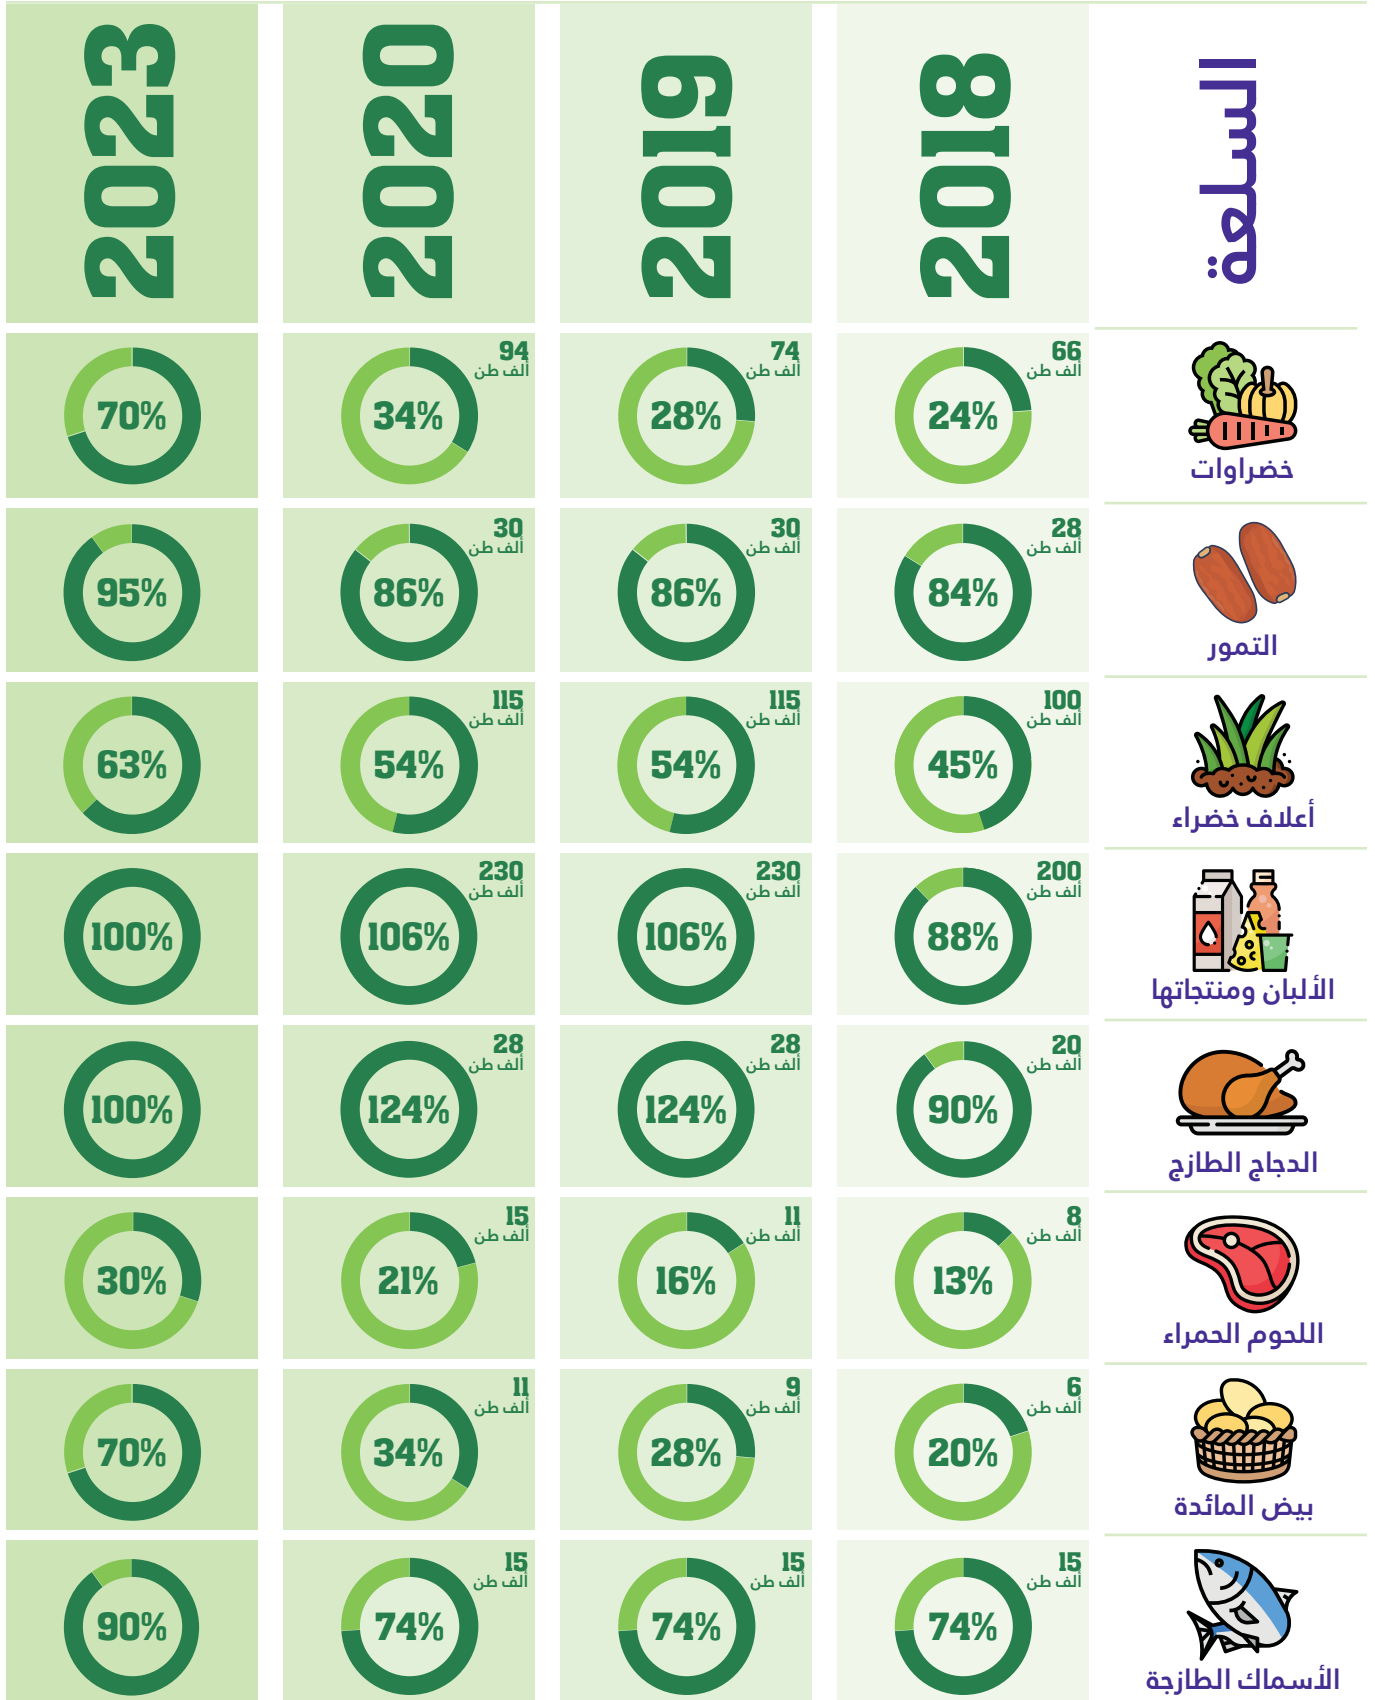 السلعة
2018
2019
2020
2023
خضراوات
66
ألف طن
24%
74
ألف طن
28%
94
ألف طن
34%
70%
التمور
28
ألف طن
84%
30
ألف طن
86%
30
ألف طن
86%
95%
أعلاف خضراء
100
ألف طن
45%
115
ألف طن
54%
115
ألف طن
54%
63%
الألبان ومنتجاتها
200
ألف طن
88%
230
ألف طن
106%
230
ألف طن
106%
100%
الدجاج الطازج
20
ألف طن
90%
28
ألف طن
124%
28
ألف طن
124%
100%
اللحوم الحمراء
8
ألف طن
13%
11
ألف طن
16%
15
ألف طن
21%
30%
بيض المائدة
6
ألف طن
20%
9
ألف طن
28%
11
ألف طن
34%
70%
الأسماك الطازجة
15
ألف طن
74%
15
ألف طن
74%
15
ألف طن
74%
90%